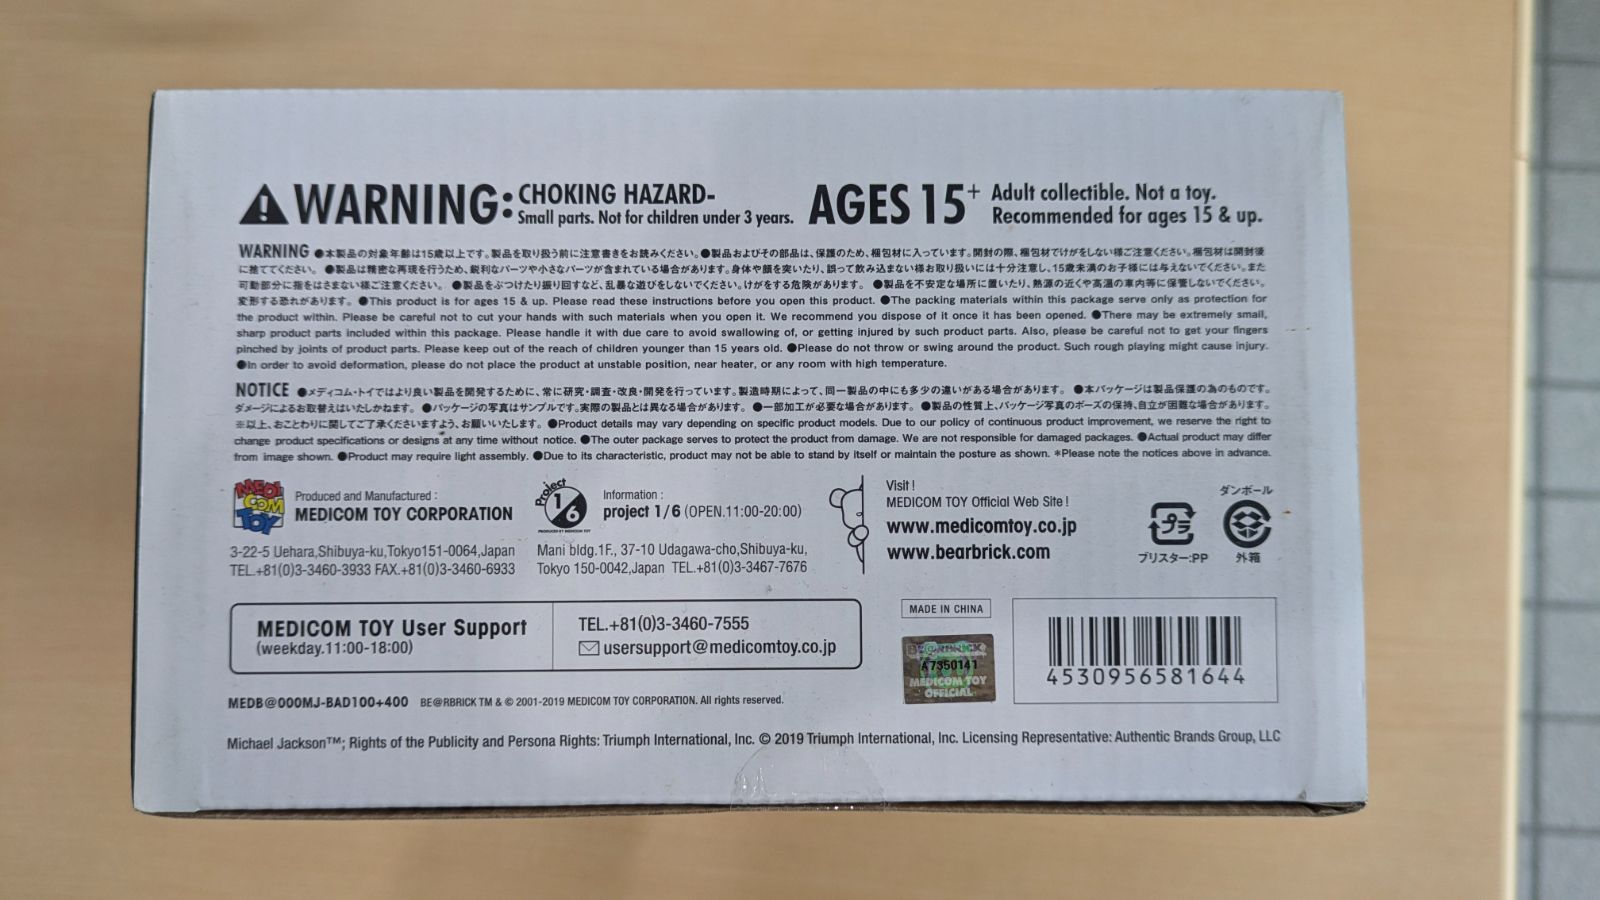 WARNING: CHOKING HAZARD-
Small parts. Not for children under 3 years.
AGES 15+ Adult collectible. Not a toy.
Recommended for ages 15 & up.
WARNING ●本製品の対象年齢は15歳以上です。製品を取り扱う前に注意書きをお読みください。●製品およびその部品は、保護のため、梱包材に入っています。開封の際、梱包材でけがをしない様ご注意ください。梱包材は開封後
に捨ててください。 ●製品は精密な再現を行うため、鋭利なパーツや小さなパーツが含まれている場合があります。身体や顔を突いたり、誤って飲み込まない様お取り扱いには十分注意し、15歳未満のお子様には与えないでください。また
可動部分に指をはさまない様ご注意ください。 ●製品をぶつけたり振り回すなど、乱暴な遊びをしないでください。けがをする危険があります。 ●製品を不安定な場所に置いたり、熱源の近くや高温の車内等に保管しないでください。
変形する恐れがあります。 ●This product is for ages 15 & up. Please read these instructions before you open this product. ●The packing materials within this package serve only as protection for
the product within. Please be careful not to cut your hands with such materials when you open it. We recommend you dispose of it once it has been opened. ●There may be extremely small,
sharp product parts included within this package. Please handle it with due care to avoid swallowing of, or getting injured by such product parts. Also, please be careful not to get your fingers
pinched by joints of product parts. Please keep out of the reach of children younger than 15 years old. ●Please do not throw or swing around the product. Such rough playing might cause injury.
●In order to avoid deformation, please do not place the product at unstable position, near heater, or any room with high temperature.
NOTICE ●メディコム・トイではより良い製品を開発するために、常に研究・調査・改良・開発を行っています。製造時期によって、同一製品の中にも多少の違いがある場合があります。 ●本パッケージは製品保護の為のものです。
ダメージによるお取替えはいたしかねます。 ●パッケージの写真はサンプルです。実際の製品とは異なる場合があります。 ●一部加工が必要な場合があります。 ●製品の性質上、パッケージ写真のポーズの保持、自立が困難な場合があります。
※以上、おことわりに関してご了承くださいますよう、お願いいたします。 ●Product details may vary depending on specific product models. Due to our policy of continuous product improvement, we reserve the right to
change product specifications or designs at any time without notice. ●The outer package serves to protect the product from damage. We are not responsible for damaged packages. ●Actual product may differ
from image shown. ●Product may require light assembly. ●Due to its characteristic, product may not be able to stand by itself or maintain the posture as shown. *Please note the notices above in advance.
MEDI COM TOY
Produced and Manufactured :
MEDICOM TOY CORPORATION
3-22-5 Uehara,Shibuya-ku,Tokyo151-0064,Japan
TEL.+81(0)3-3460-3933 FAX.+81(0)3-3460-6933
Project 1/6
PRODUCED BY MEDICOM TOY
Information :
project 1/6 (OPEN.11:00-20:00)
Mani bldg.1F., 37-10 Udagawa-cho,Shibuya-ku,
Tokyo 150-0042,Japan TEL.+81(0)3-3467-7676
Visit !
MEDICOM TOY Official Web Site !
www.medicomtoy.co.jp
www.bearbrick.com
プラ
ブリスター:PP
ダンボール
外箱
MEDICOM TOY User Support
(weekday.11:00-18:00)
TEL.+81(0)3-3460-7555
usersupport@medicomtoy.co.jp
MADE IN CHINA
BE@RBRICK
A7350141
MEDICOM TOY
OFFICIAL
4530956581644
MEDB@000MJ-BAD100+400 BE@RBRICK TM & © 2001-2019 MEDICOM TOY CORPORATION. All rights reserved.
Michael Jackson™; Rights of the Publicity and Persona Rights: Triumph International, Inc. © 2019 Triumph International, Inc. Licensing Representative: Authentic Brands Group, LLC